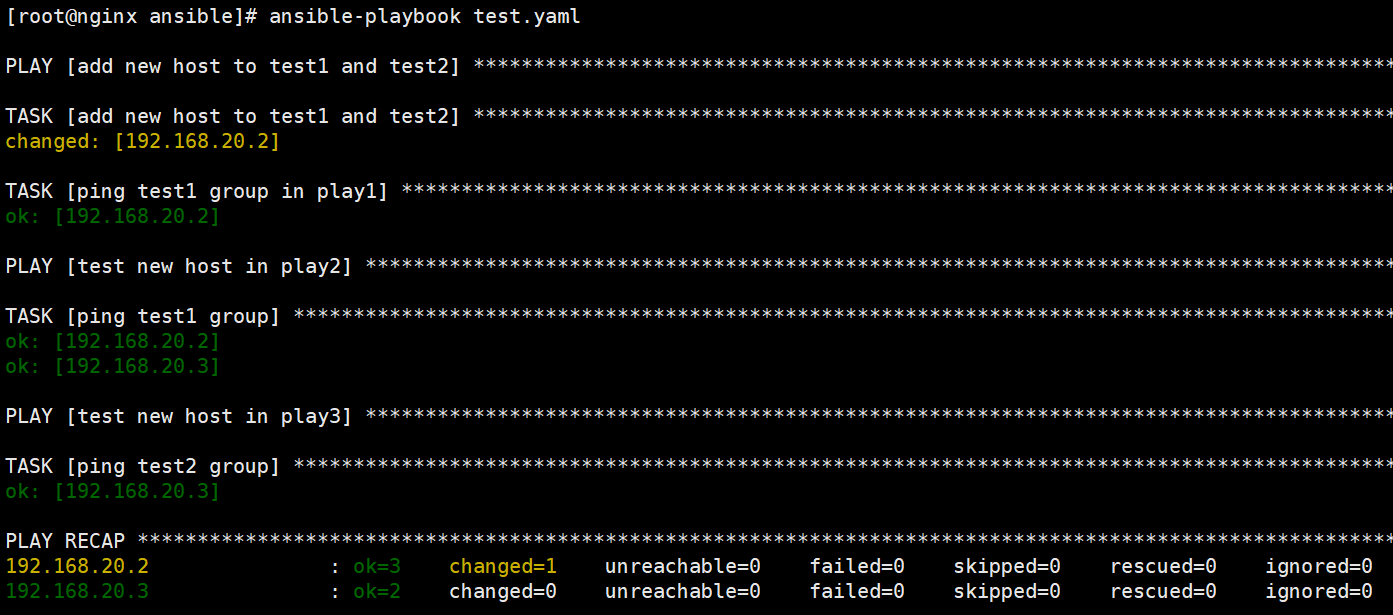 [root@nginx ansible]# ansible-playbook test.yaml
PLAY [add new host to test1 and test2] *****************************************************************************
TASK [add new host to test1 and test2] *****************************************************************************
changed: [192.168.20.2]
TASK [ping test1 group in play1] ***********************************************************************************
ok: [192.168.20.2]
PLAY [test new host in play2] **************************************************************************************
TASK [ping test1 group] ********************************************************************************************
ok: [192.168.20.2]
ok: [192.168.20.3]
PLAY [test new host in play3] **************************************************************************************
TASK [ping test2 group] ********************************************************************************************
ok: [192.168.20.3]
PLAY RECAP *********************************************************************************************************
192.168.20.2               : ok=3    changed=1    unreachable=0    failed=0    skipped=0    rescued=0    ignored=0
192.168.20.3               : ok=2    changed=0    unreachable=0    failed=0    skipped=0    rescued=0    ignored=0